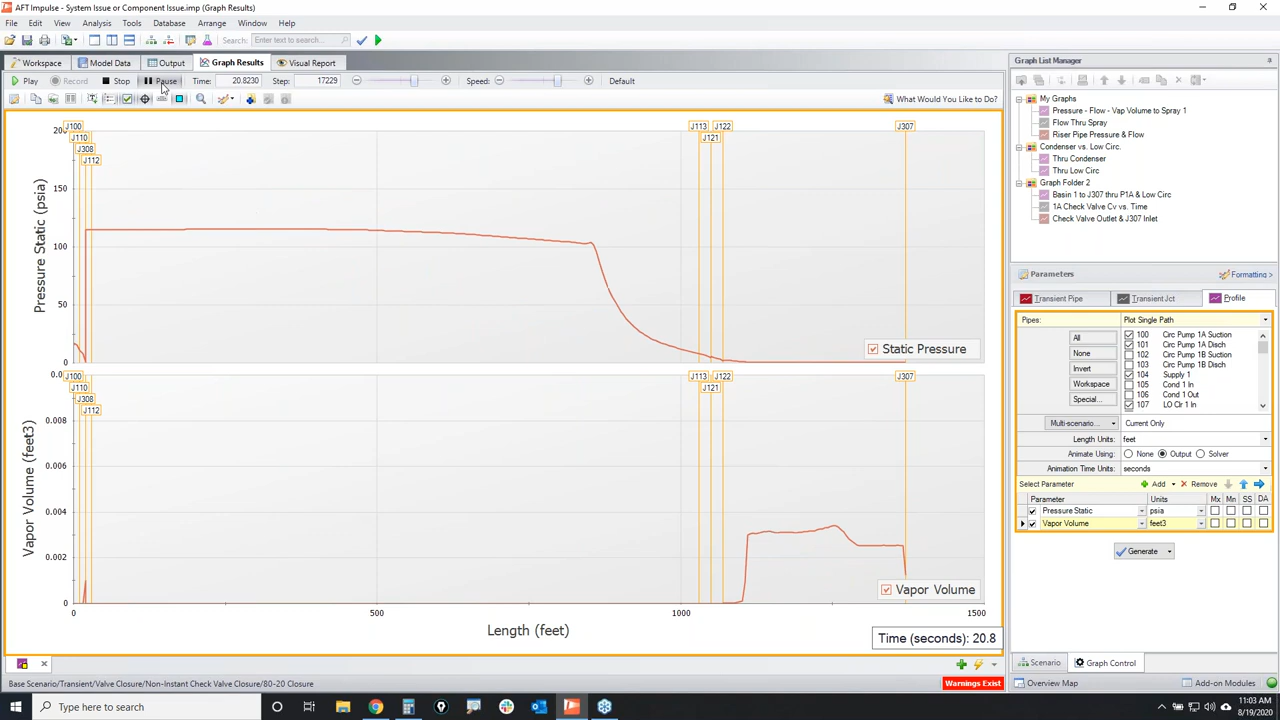 AFT Impulse - System Issue or Component Issue.imp (Graph Results)
File Edit View Analysis Tools Database Arrange Window Help
Search: Enter text to search...
Workspace Model Data Output Graph Results Visual Report
Play Record Stop Pause Time: 20.8230 Step: 17229 Speed: Default
What Would You Like to Do?
J100 J113 J122
J110 J121 J307
J308
J112
200
150
100
50
0
Pressure Static (psia)
Static Pressure
J100 J113 J122 J307
J110 J121
J308
J112
0.0
0.008
0.006
0.004
0.002
0
Vapor Volume (feet3)
Vapor Volume
0 500 1000 1500
Length (feet)
Time (seconds): 20.8
Graph List Manager
My Graphs
Pressure - Flow - Vap Volume to Spray 1
Flow Thru Spray
Riser Pipe Pressure & Flow
Condenser vs. Low Circ.
Thru Condenser
Thru Low Circ
Graph Folder 2
Basin 1 to J307 thru P1A & Low Circ
1A Check Valve Cv vs. Time
Check Valve Outlet & J307 Inlet
Parameters Formatting >
Transient Pipe Transient Jct Profile
Pipes: Plot Single Path
All
None
Invert
Workspace
Special...
100 Circ Pump 1A Suction
101 Circ Pump 1A Disch
102 Circ Pump 1B Suction
103 Circ Pump 1B Disch
104 Supply 1
105 Cond 1 In
106 Cond 1 Out
107 LO Clr 1 In
Multi-scenario... Current Only
Length Units: feet
Animate Using: None Output Solver
Animation Time Units: seconds
Select Parameter Add Remove
Parameter Units Mx Mn SS DA
Pressure Static psia
Vapor Volume feet3
Generate
Scenario Graph Control
Base Scenario/Transient/Valve Closure/Non-Instant Check Valve Closure/80-20 Closure
Warnings Exist
Overview Map Add-on Modules
Type here to search
11:03 AM
8/19/2020